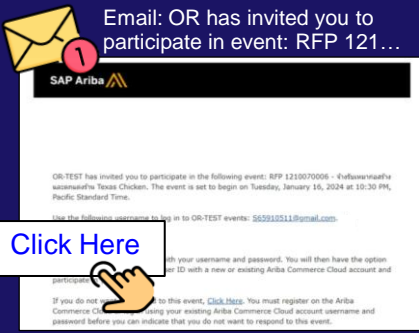 Email: OR has invited you to
participate in event: RFP 121…
1
SAP Ariba
OR-TEST has invited you to participate in the following event: RFP 1210070006 -
Texas Chicken. The event is set to begin on Tuesday, January 16, 2024 at 10:30 PM,
Pacific Standard Time.
Use the following username to log in to OR-TEST events: S65910511@gmail.com.
Click Here
with your username and password. You will then have the option
ID with a new or existing Ariba Commerce Cloud account and
participate
If you do not to this event, Click Here. You must register on the Ariba
Commerce using your existing Ariba Commerce Cloud account username and
password before you can indicate that you do not want to respond to this event.